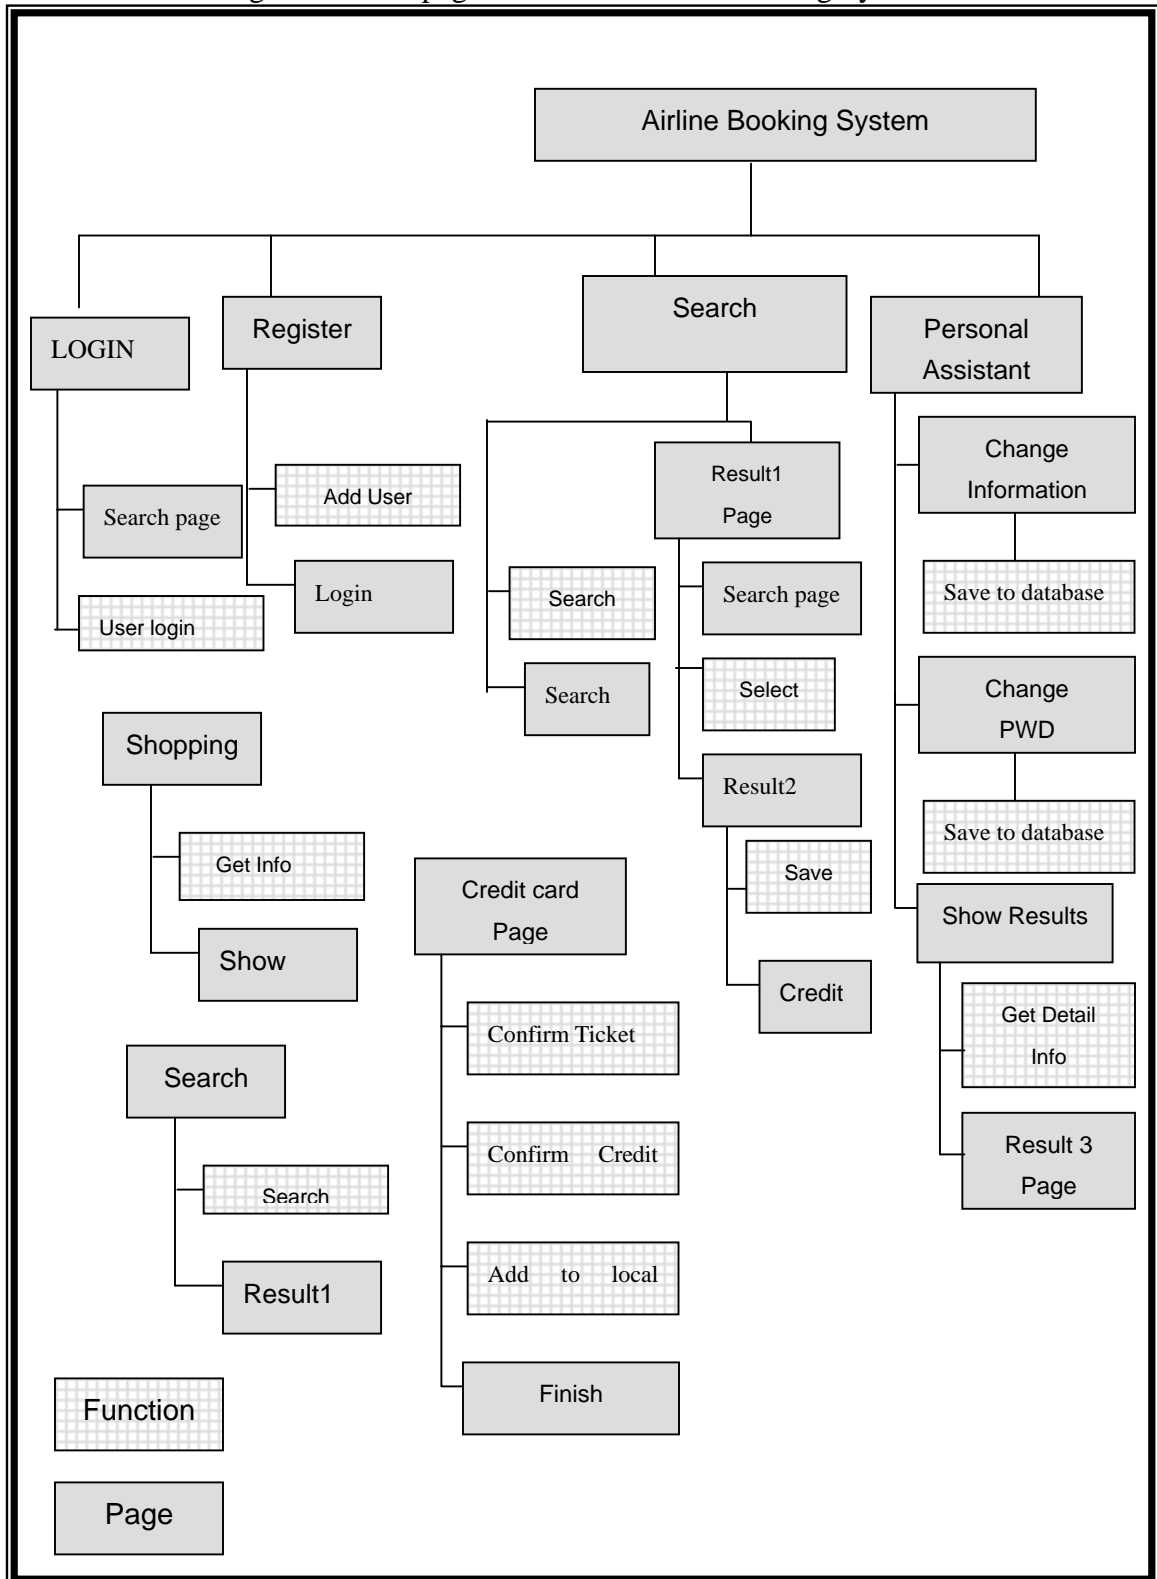 Airline Booking System
LOGIN
Register
Search
Personal
Assistant
Search page
User login
Add User
Login
Search
Search
Result1
Page
Search page
Select
Result2
Save
Credit
Change
Information
Save to database
Change
PWD
Save to database
Show Results
Get Detail
Info
Result 3
Page
Shopping
Get Info
Show
Credit card
Page
Confirm Ticket
Confirm Credit
Add to local
Finish
Search
Search
Result1
Function
Page